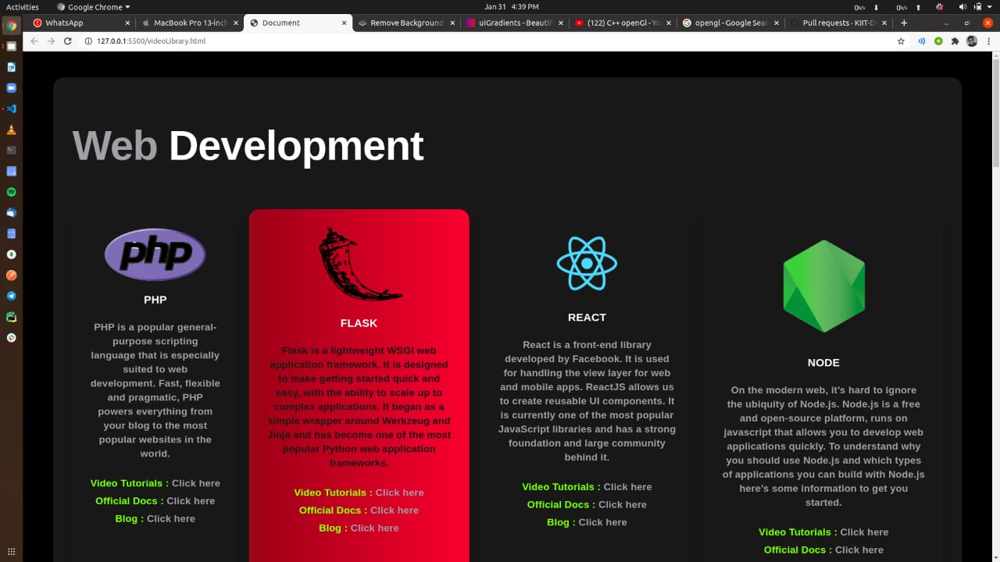 Activities
Google Chrome
Jan 31 4:39 PM
WhatsApp
MacBook Pro 13-inch
Document
Remove Background
uiGradients - Beautif
(122) C++ openGl - Yo
opengl - Google Sear
Pull requests · KIIT-D
127.0.0.1:5500/videoLibrary.html
Web Development
php
PHP
PHP is a popular general-
purpose scripting
language that is especially
suited to web
development. Fast, flexible
and pragmatic, PHP
powers everything from
your blog to the most
popular websites in the
world.
Video Tutorials : Click here
Official Docs : Click here
Blog : Click here
FLASK
Flask is a lightweight WSGI web
application framework. It is designed
to make getting started quick and
easy, with the ability to scale up to
complex applications. It began as a
simple wrapper around Werkzeug and
Jinja and has become one of the most
popular Python web application
frameworks.
Video Tutorials : Click here
Official Docs : Click here
Blog : Click here
REACT
React is a front-end library
developed by Facebook. It is used
for handling the view layer for web
and mobile apps. ReactJS allows us
to create reusable UI components. It
is currently one of the most popular
JavaScript libraries and has a strong
foundation and large community
behind it.
Video Tutorials : Click here
Official Docs : Click here
Blog : Click here
NODE
On the modern web, it's hard to ignore
the ubiquity of Node.js. Node.js is a free
and open-source platform, runs on
javascript that allows you to develop web
applications quickly. To understand why
you should use Node.js and which types
of applications you can build with Node.js
here's some information to get you
started.
Video Tutorials : Click here
Official Docs : Click here